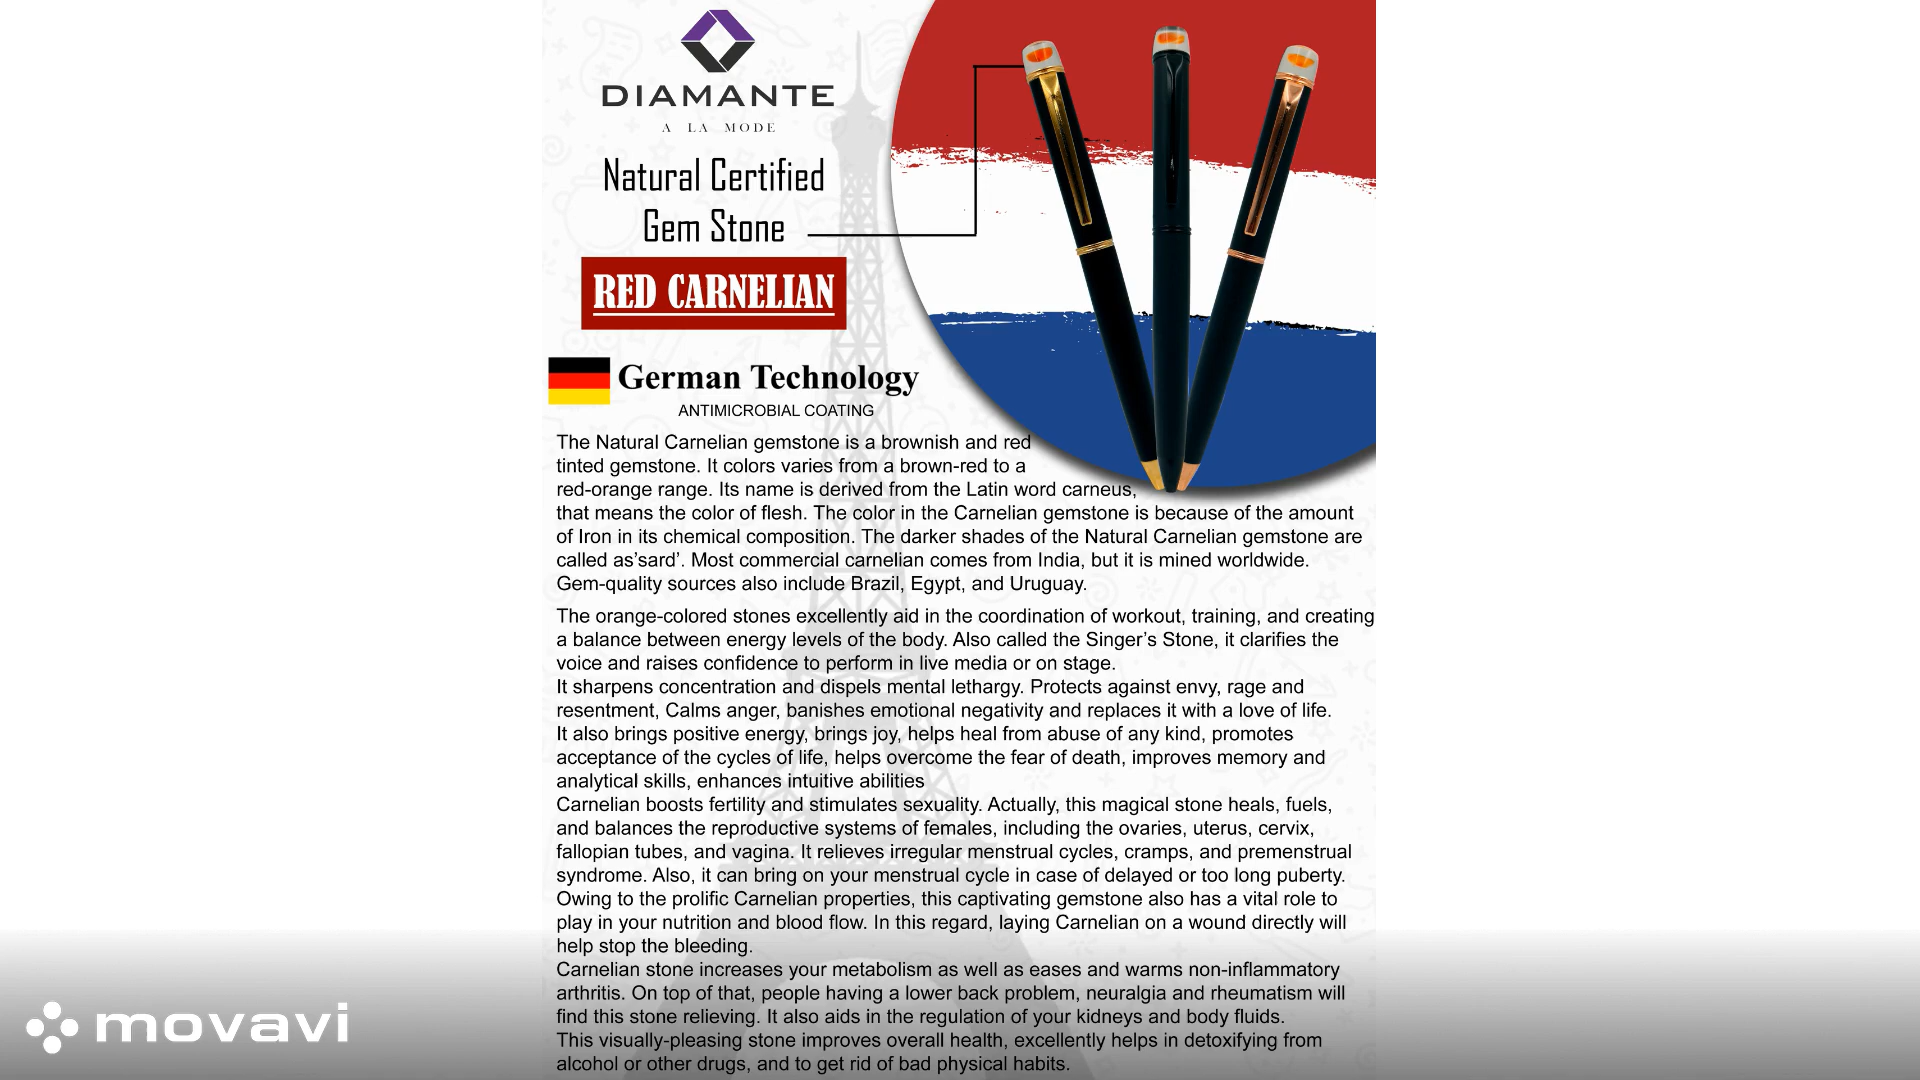 DIAMANTE
A LA MODE
Natural Certified
Gem Stone
RED CARNELIAN
German Technology
ANTIMICROBIAL COATING
The Natural Carnelian gemstone is a brownish and red
tinted gemstone. It colors varies from a brown-red to a
red-orange range. Its name is derived from the Latin word carneus,
that means the color of flesh. The color in the Carnelian gemstone is because of the amount
of Iron in its chemical composition. The darker shades of the Natural Carnelian gemstone are
called as’sard’. Most commercial carnelian comes from India, but it is mined worldwide.
Gem-quality sources also include Brazil, Egypt, and Uruguay.
The orange-colored stones excellently aid in the coordination of workout, training, and creating
a balance between energy levels of the body. Also called the Singer’s Stone, it clarifies the
voice and raises confidence to perform in live media or on stage.
It sharpens concentration and dispels mental lethargy. Protects against envy, rage and
resentment, Calms anger, banishes emotional negativity and replaces it with a love of life.
It also brings positive energy, brings joy, helps heal from abuse of any kind, promotes
acceptance of the cycles of life, helps overcome the fear of death, improves memory and
analytical skills, enhances intuitive abilities
Carnelian boosts fertility and stimulates sexuality. Actually, this magical stone heals, fuels,
and balances the reproductive systems of females, including the ovaries, uterus, cervix,
fallopian tubes, and vagina. It relieves irregular menstrual cycles, cramps, and premenstrual
syndrome. Also, it can bring on your menstrual cycle in case of delayed or too long puberty.
Owing to the prolific Carnelian properties, this captivating gemstone also has a vital role to
play in your nutrition and blood flow. In this regard, laying Carnelian on a wound directly will
help stop the bleeding.
Carnelian stone increases your metabolism as well as eases and warms non-inflammatory
arthritis. On top of that, people having a lower back problem, neuralgia and rheumatism will
find this stone relieving. It also aids in the regulation of your kidneys and body fluids.
This visually-pleasing stone improves overall health, excellently helps in detoxifying from
alcohol or other drugs, and to get rid of bad physical habits.
movavi